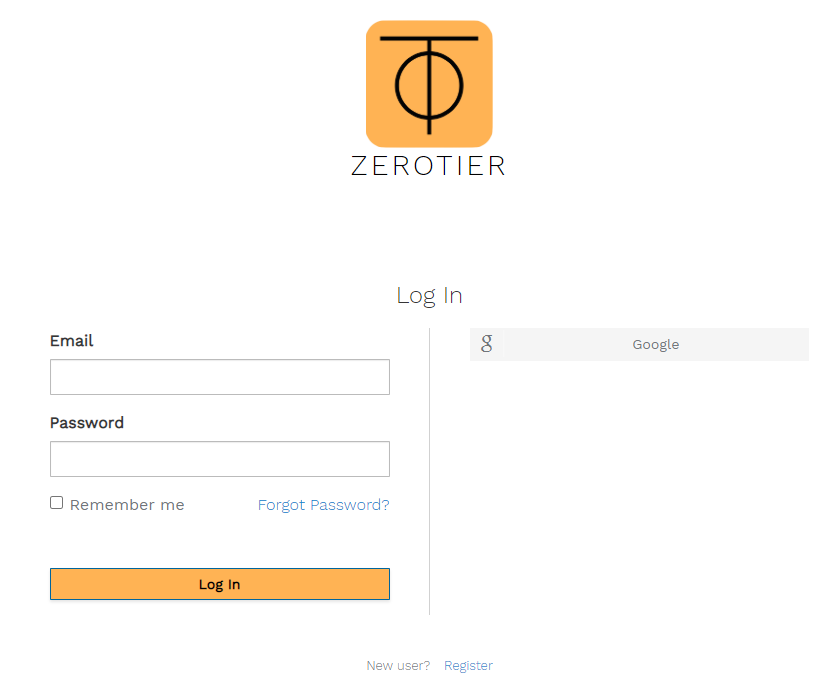 ZEROTIER
Log In
Email
Password
Remember me
Forgot Password?
Log In
g
Google
New user? Register